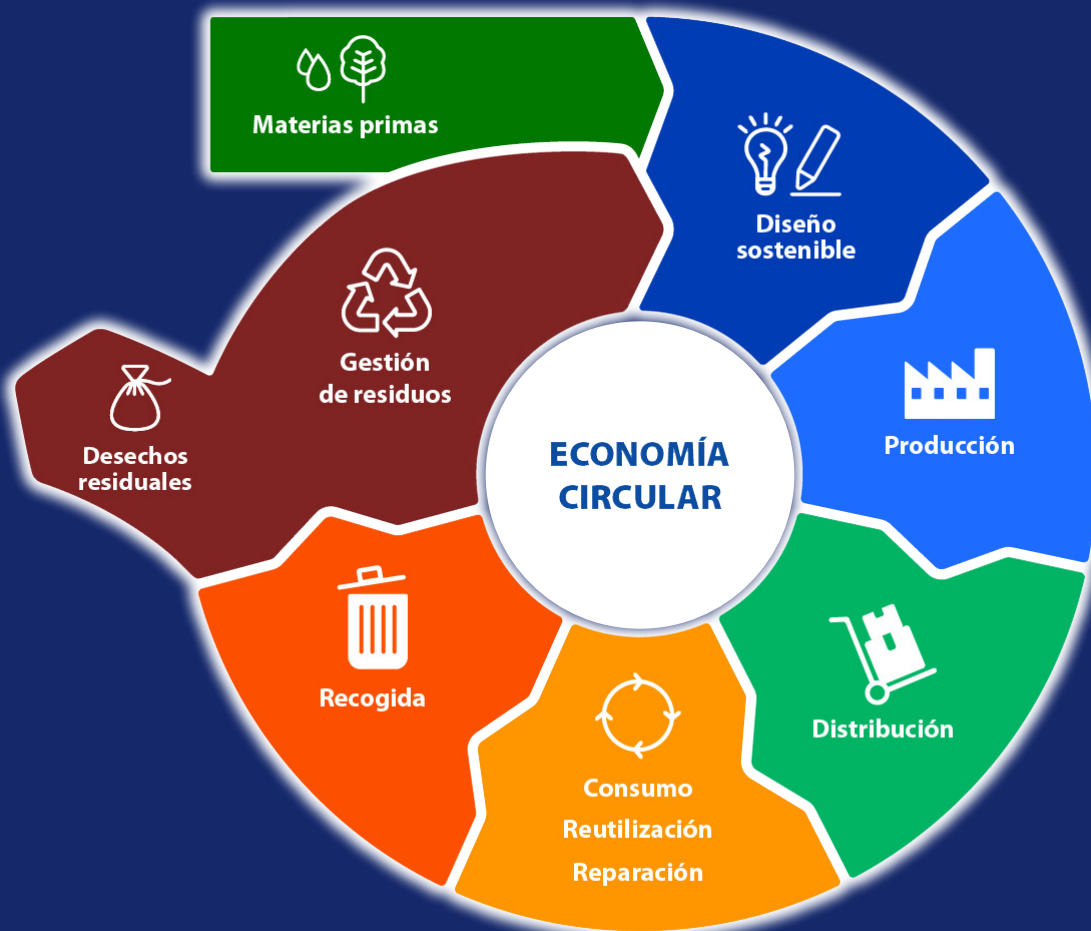 Materias primas
Diseño
sostenible
Producción
Distribución
Consumo
Reutilización
Reparación
Recogida
Gestión
de residuos
Desechos
residuales
ECONOMÍA
CIRCULAR